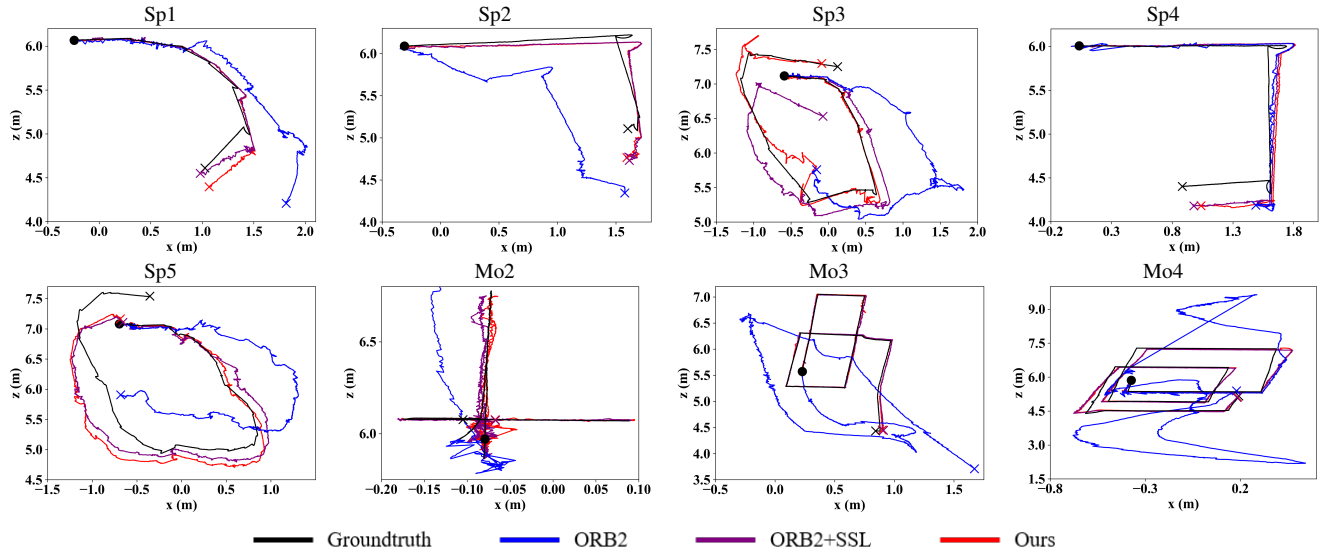 Sp1 Sp2 Sp3 Sp4
6.0 5.5 5.0 4.5 4.0
z (m)
−0.5 0.0 0.5 1.0 1.5 2.0 2.5
x (m)
6.0 5.5 5.0 4.5 4.0
z (m)
−0.5 0.0 0.5 1.0 1.5
x (m)
7.5 7.0 6.5 6.0 5.5 5.0
z (m)
−1.5 −1.0 −0.5 0.0 0.5 1.0 1.5 2.0
x (m)
6.0 5.5 5.0 4.5 4.0
z (m)
−0.2 0.3 0.8 1.3 1.8
x (m)
Sp5 Mo2 Mo3 Mo4
7.5 7.0 6.5 6.0 5.5 5.0 4.5
z (m)
−1.5 −1.0 −0.5 0.0 0.5 1.0 1.5
x (m)
6.5 6.0
z (m)
−0.20 −0.15 −0.10 −0.05 0.00 0.05 0.10
x (m)
7.0 6.5 6.0 5.5 5.0 4.5 4.0 3.5
z (m)
−0.5 0.0 0.5 1.0 1.5
x (m)
9.0 7.5 6.0 4.5 3.0 1.5
z (m)
−0.8 −0.3 0.2
x (m)
Groundtruth ORB2 ORB2+SSL Ours